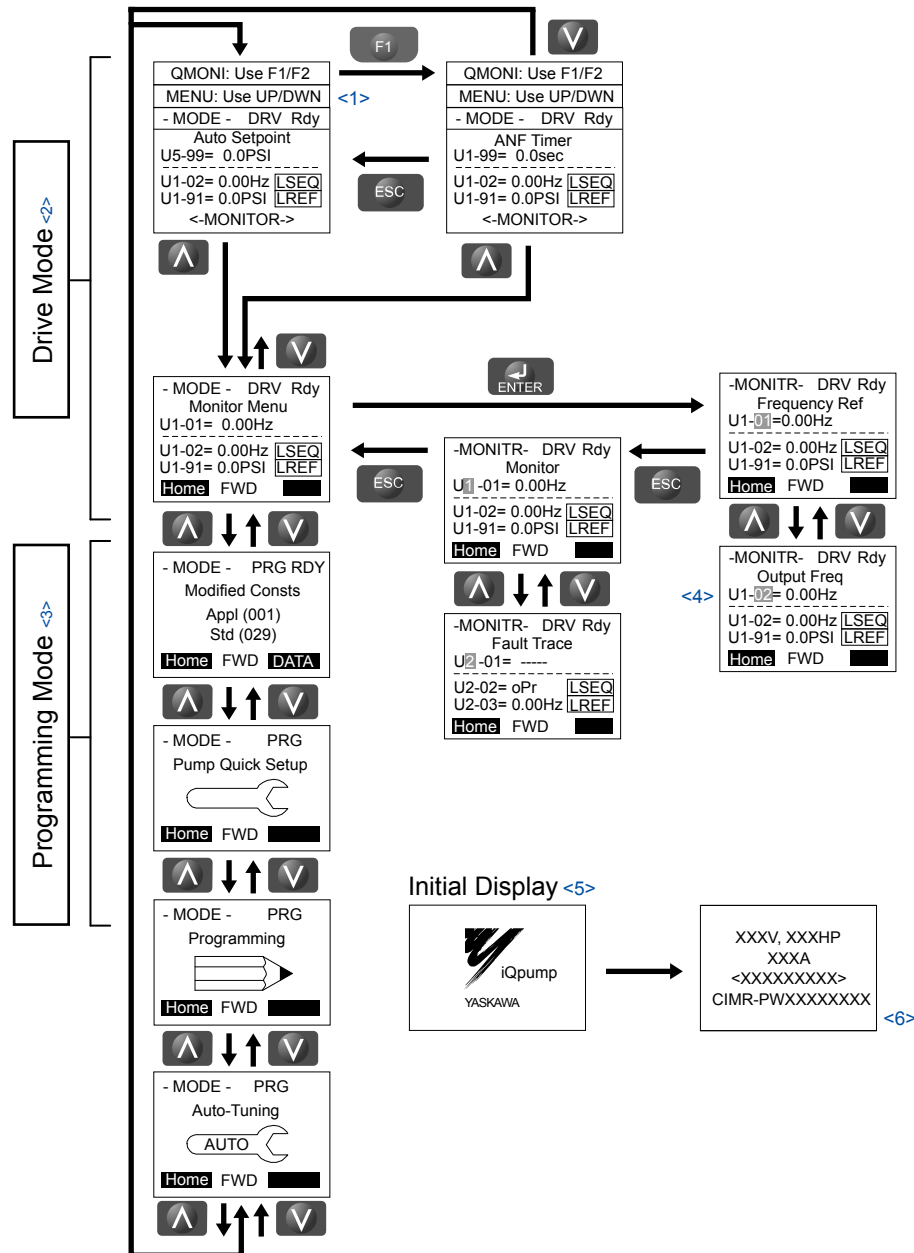 F1
QMONI: Use F1/F2
MENU: Use UP/DWN
- MODE - DRV Rdy
Auto Setpoint
U5-99= 0.0PSI
U1-02= 0.00Hz LSEQ
U1-91= 0.0PSI LREF
<-MONITOR->
<1>
QMONI: Use F1/F2
MENU: Use UP/DWN
- MODE - DRV Rdy
ANF Timer
U1-99= 0.0sec
U1-02= 0.00Hz LSEQ
U1-91= 0.0PSI LREF
<-MONITOR->
ESC
Drive Mode <2>
- MODE - DRV Rdy
Monitor Menu
U1-01= 0.00Hz
U1-02= 0.00Hz LSEQ
U1-91= 0.0PSI LREF
Home FWD
ENTER
ESC
-MONITR- DRV Rdy
Monitor
U1 -01= 0.00Hz
U1-02= 0.00Hz LSEQ
U1-91= 0.0PSI LREF
Home FWD
ESC
-MONITR- DRV Rdy
Frequency Ref
U1-01=0.00Hz
U1-02= 0.00Hz LSEQ
U1-91= 0.0PSI LREF
Home FWD
-MONITR- DRV Rdy
Fault Trace
U2 -01= -----
U2-02= oPr LSEQ
U2-03= 0.00Hz LREF
Home FWD
<4>
-MONITR- DRV Rdy
Output Freq
U1-02= 0.00Hz
U1-02= 0.00Hz LSEQ
U1-91= 0.0PSI LREF
Home FWD
Programming Mode <3>
- MODE - PRG RDY
Modified Consts
Appl (001)
Std (029)
Home FWD DATA
- MODE - PRG
Pump Quick Setup
Home FWD
- MODE - PRG
Programming
Home FWD
- MODE - PRG
Auto-Tuning
AUTO
Home FWD
Initial Display <5>
iQpump
YASKAWA
XXXV, XXXHP
XXXA
<XXXXXXXXX>
CIMR-PWXXXXXXXX
<6>